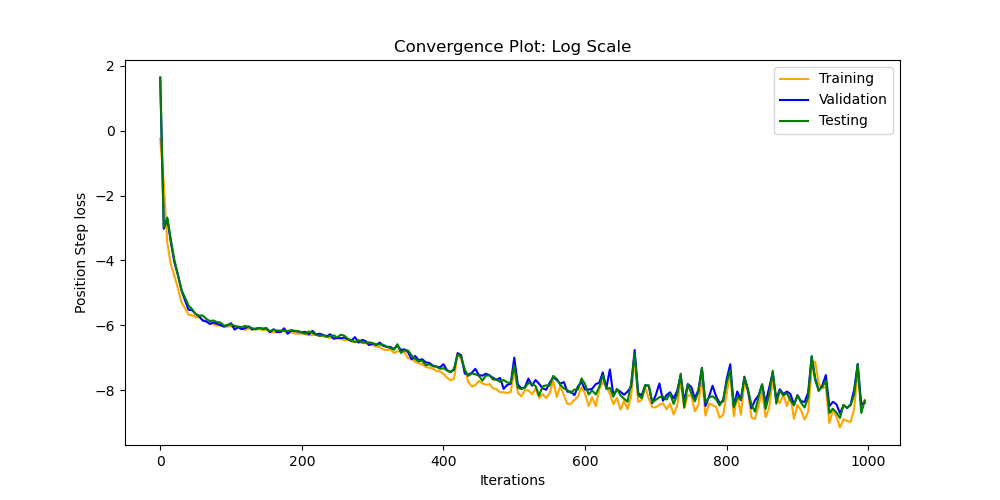 Convergence Plot: Log Scale
Training
Validation
Testing
Position Step loss
2
0
−2
−4
−6
−8
0
200
400
600
800
1000
Iterations